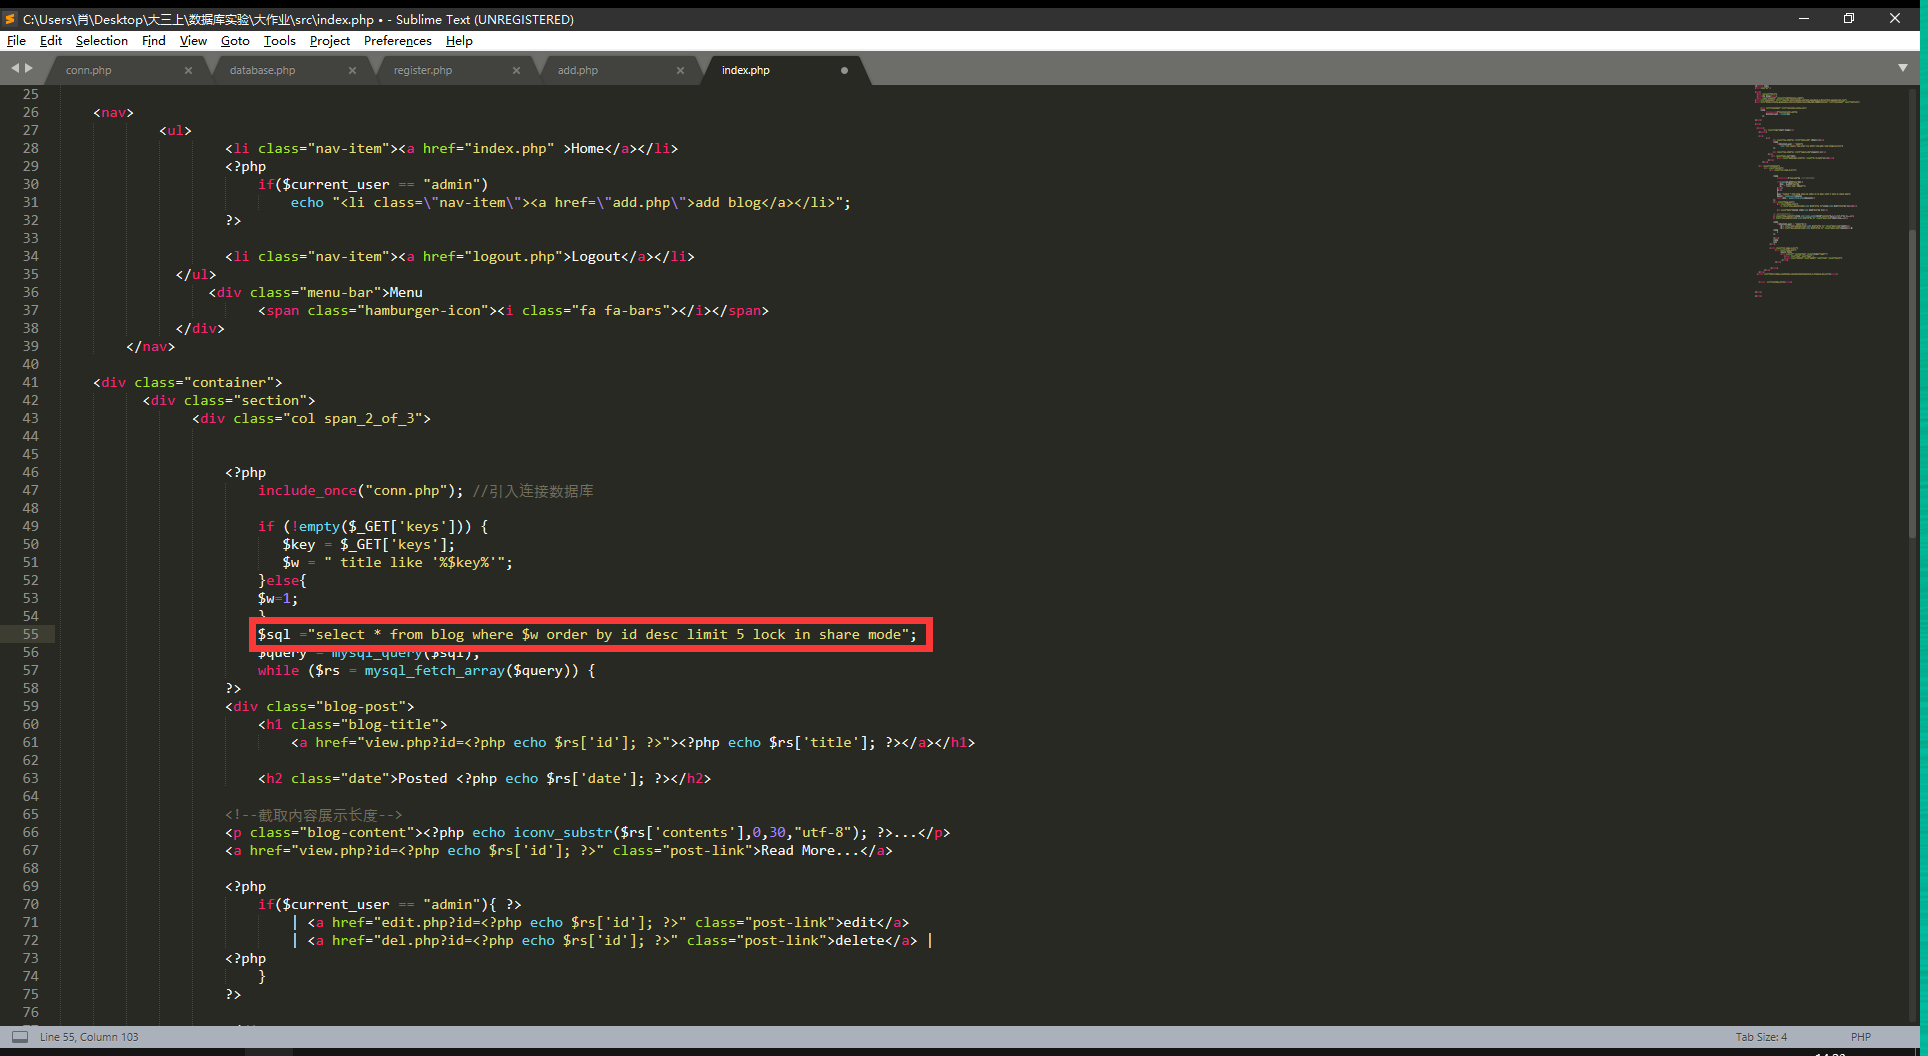 C:\Users\肖\Desktop\大三上\数据库实验\大作业\src\index.php • - Sublime Text (UNREGISTERED)
File Edit Selection Find View Goto Tools Project Preferences Help
conn.php database.php register.php add.php index.php
25
26 <nav>
27 <ul>
28 <li class="nav-item"><a href="index.php" >Home</a></li>
29 <?php
30 if($current_user == "admin")
31 echo "<li class=\"nav-item\"><a href=\"add.php\">add blog</a></li>";
32 ?>
33
34 <li class="nav-item"><a href="logout.php">Logout</a></li>
35 </ul>
36 <div class="menu-bar">Menu
37 <span class="hamburger-icon"><i class="fa fa-bars"></i></span>
38 </div>
39 </nav>
40
41 <div class="container">
42 <div class="section">
43 <div class="col span_2_of_3">
44
45
46 <?php
47 include_once("conn.php"); //引入连接数据库
48
49 if (!empty($_GET['keys'])) {
50 $key = $_GET['keys'];
51 $w = " title like '%$key%'";
52 }else{
53 $w=1;
54 }
55 $sql ="select * from blog where $w order by id desc limit 5 lock in share mode";
56 $query = mysql_query($sql);
57 while ($rs = mysql_fetch_array($query)) {
58 ?>
59 <div class="blog-post">
60 <h1 class="blog-title">
61 <a href="view.php?id=<?php echo $rs['id']; ?>"><?php echo $rs['title']; ?></a></h1>
62
63 <h2 class="date">Posted <?php echo $rs['date']; ?></h2>
64
65 <!--截取内容展示长度-->
66 <p class="blog-content"><?php echo iconv_substr($rs['contents'],0,30,"utf-8"); ?>...</p>
67 <a href="view.php?id=<?php echo $rs['id']; ?>" class="post-link">Read More...</a>
68
69 <?php
70 if($current_user == "admin"){ ?>
71 | <a href="edit.php?id=<?php echo $rs['id']; ?>" class="post-link">edit</a>
72 | <a href="del.php?id=<?php echo $rs['id']; ?>" class="post-link">delete</a> |
73 <?php
74 }
75 ?>
76
Line 55, Column 103 Tab Size: 4 PHP